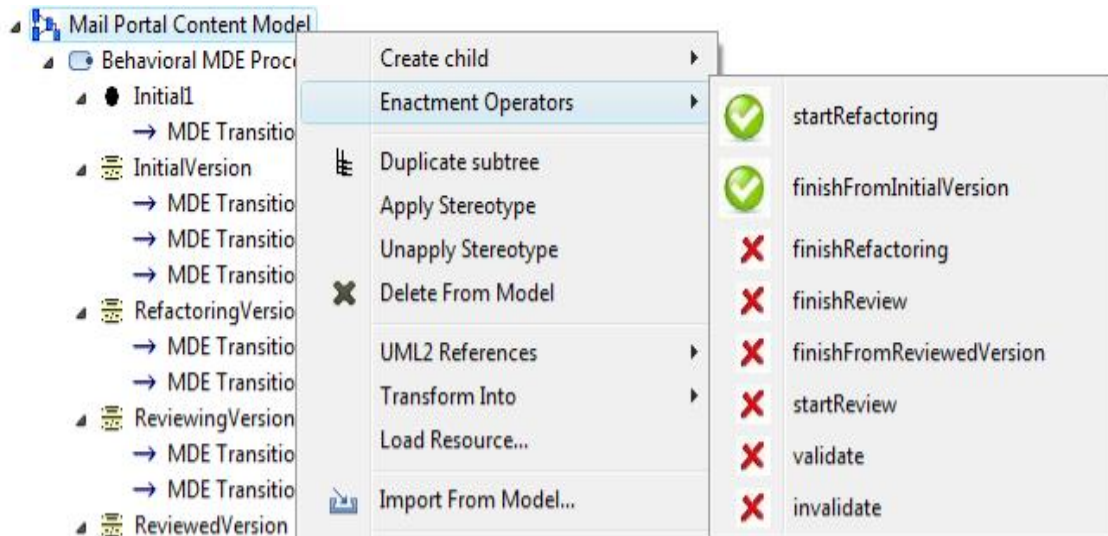 Mail Portal Content Model
Behavioral MDE Proc
Initial1
MDE Transitio
InitialVersion
MDE Transitio
MDE Transitio
MDE Transitio
RefactoringVersio
MDE Transitio
MDE Transitio
ReviewingVersion
MDE Transitio
MDE Transitio
ReviewedVersion
Create child
Enactment Operators
Duplicate subtree
Apply Stereotype
Unapply Stereotype
Delete From Model
UML2 References
Transform Into
Load Resource...
Import From Model...
startRefactoring
finishFromInitialVersion
finishRefactoring
finishReview
finishFromReviewedVersion
startReview
validate
invalidate